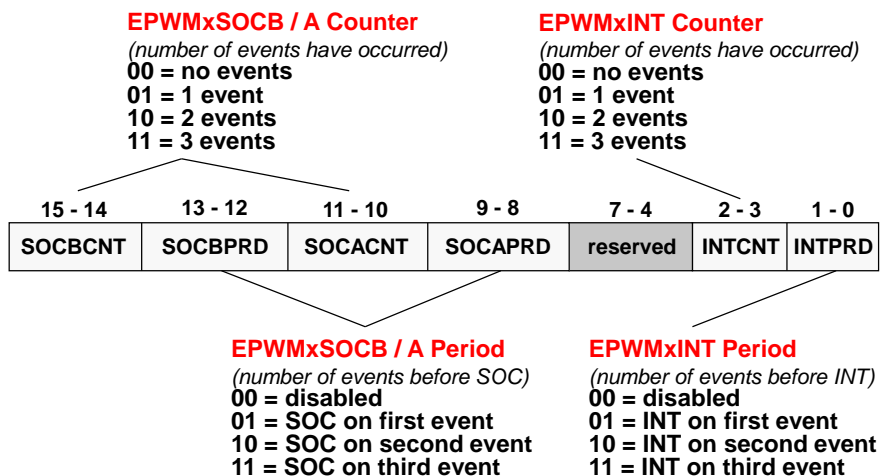 EPWMxSOCB / A Counter
(number of events have occurred)
00 = no events
01 = 1 event
10 = 2 events
11 = 3 events
EPWMxINT Counter
(number of events have occurred)
00 = no events
01 = 1 event
10 = 2 events
11 = 3 events
15 - 14 13 - 12 11 - 10 9 - 8 7 - 4 2 - 3 1 - 0
SOCBCNT SOCBPRD SOCACNT SOCAPRD reserved INTCNT INTPRD
EPWMxSOCB / A Period
(number of events before SOC)
00 = disabled
01 = SOC on first event
10 = SOC on second event
11 = SOC on third event
EPWMxINT Period
(number of events before INT)
00 = disabled
01 = INT on first event
10 = INT on second event
11 = INT on third event